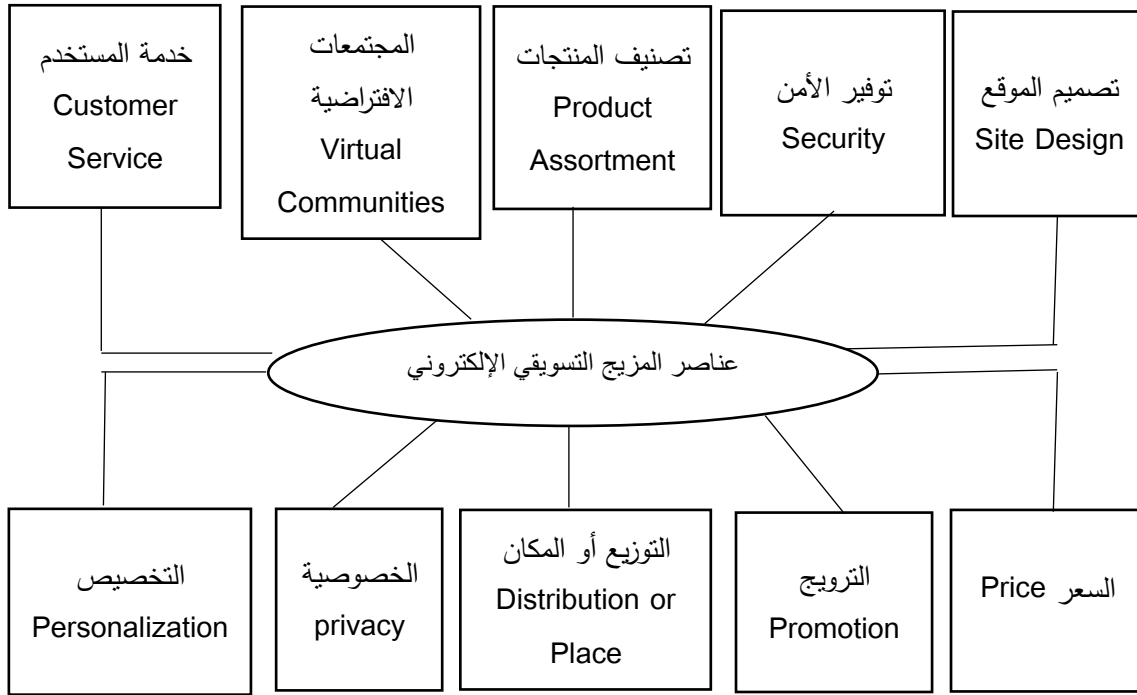 تصميم الموقع
Site Design
توفير الأمن
Security
تصنيف المنتجات
Product
Assortment
المجتمعات
الافتراضية
Virtual
Communities
خدمة المستخدم
Customer
Service
عناصر المزيج التسويقي الإلكتروني
السعر Price
الترويج
Promotion
التوزيع أو المكان
Distribution or
Place
الخصوصية
privacy
التخصيص
Personalization